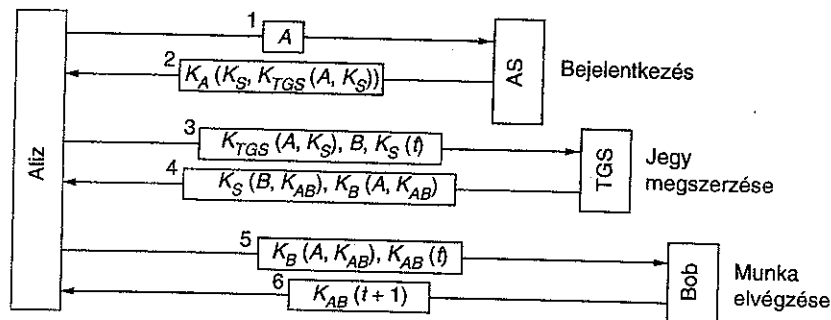 Aliz
1
A
AS
Bejelentkezés
2
K_A (K_S, K_TGS (A, K_S))
3
K_TGS (A, K_S), B, K_S (t)
TGS
Jegy
megszerzése
4
K_S (B, K_AB), K_B (A, K_AB)
5
K_B (A, K_AB), K_AB (t)
Bob
Munka
elvégzése
6
K_AB (t + 1)